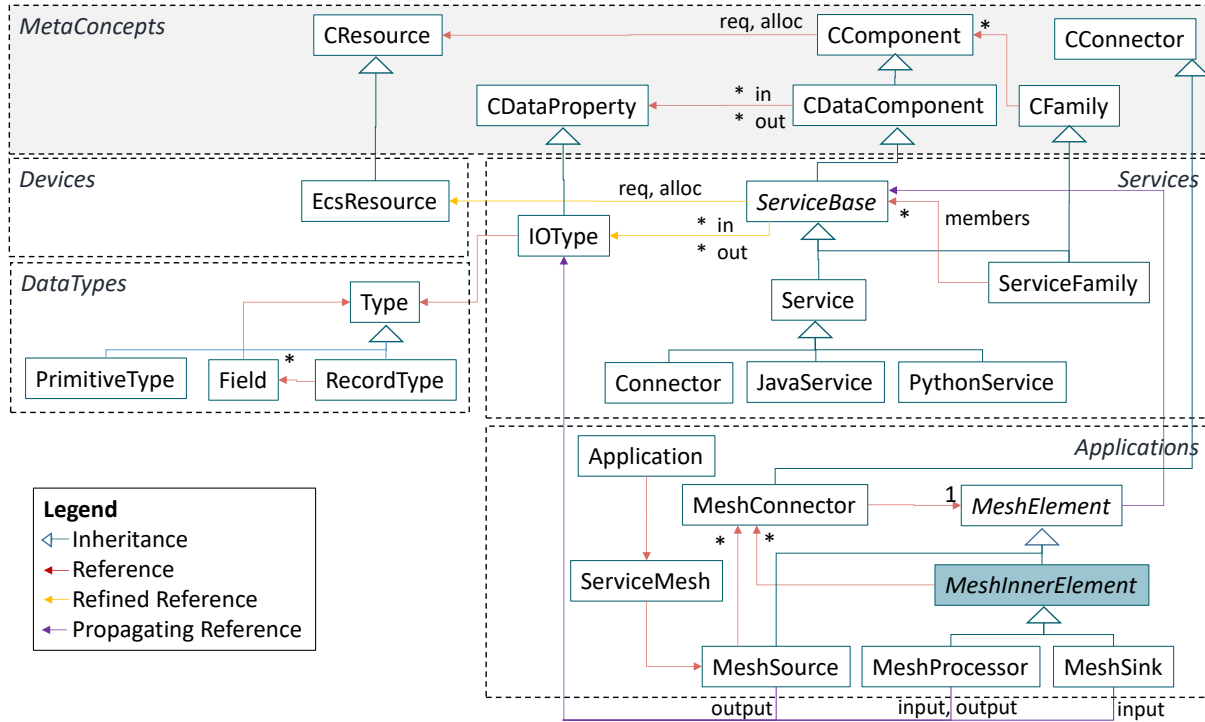 MetaConcepts
CResource
req, alloc
CComponent
*
CConnector
CDataProperty
* in
* out
CDataComponent
CFamily
Devices
EcsResource
req, alloc
Services
ServiceBase
*
members
IOType
* in
* out
ServiceFamily
DataTypes
Type
Service
PrimitiveType
Field
*
RecordType
Connector
JavaService
PythonService
Applications
Application
MeshConnector
1
MeshElement
*
*
ServiceMesh
MeshInnerElement
MeshSource
MeshProcessor
MeshSink
output
input, output
input
Legend
Inheritance
Reference
Refined Reference
Propagating Reference